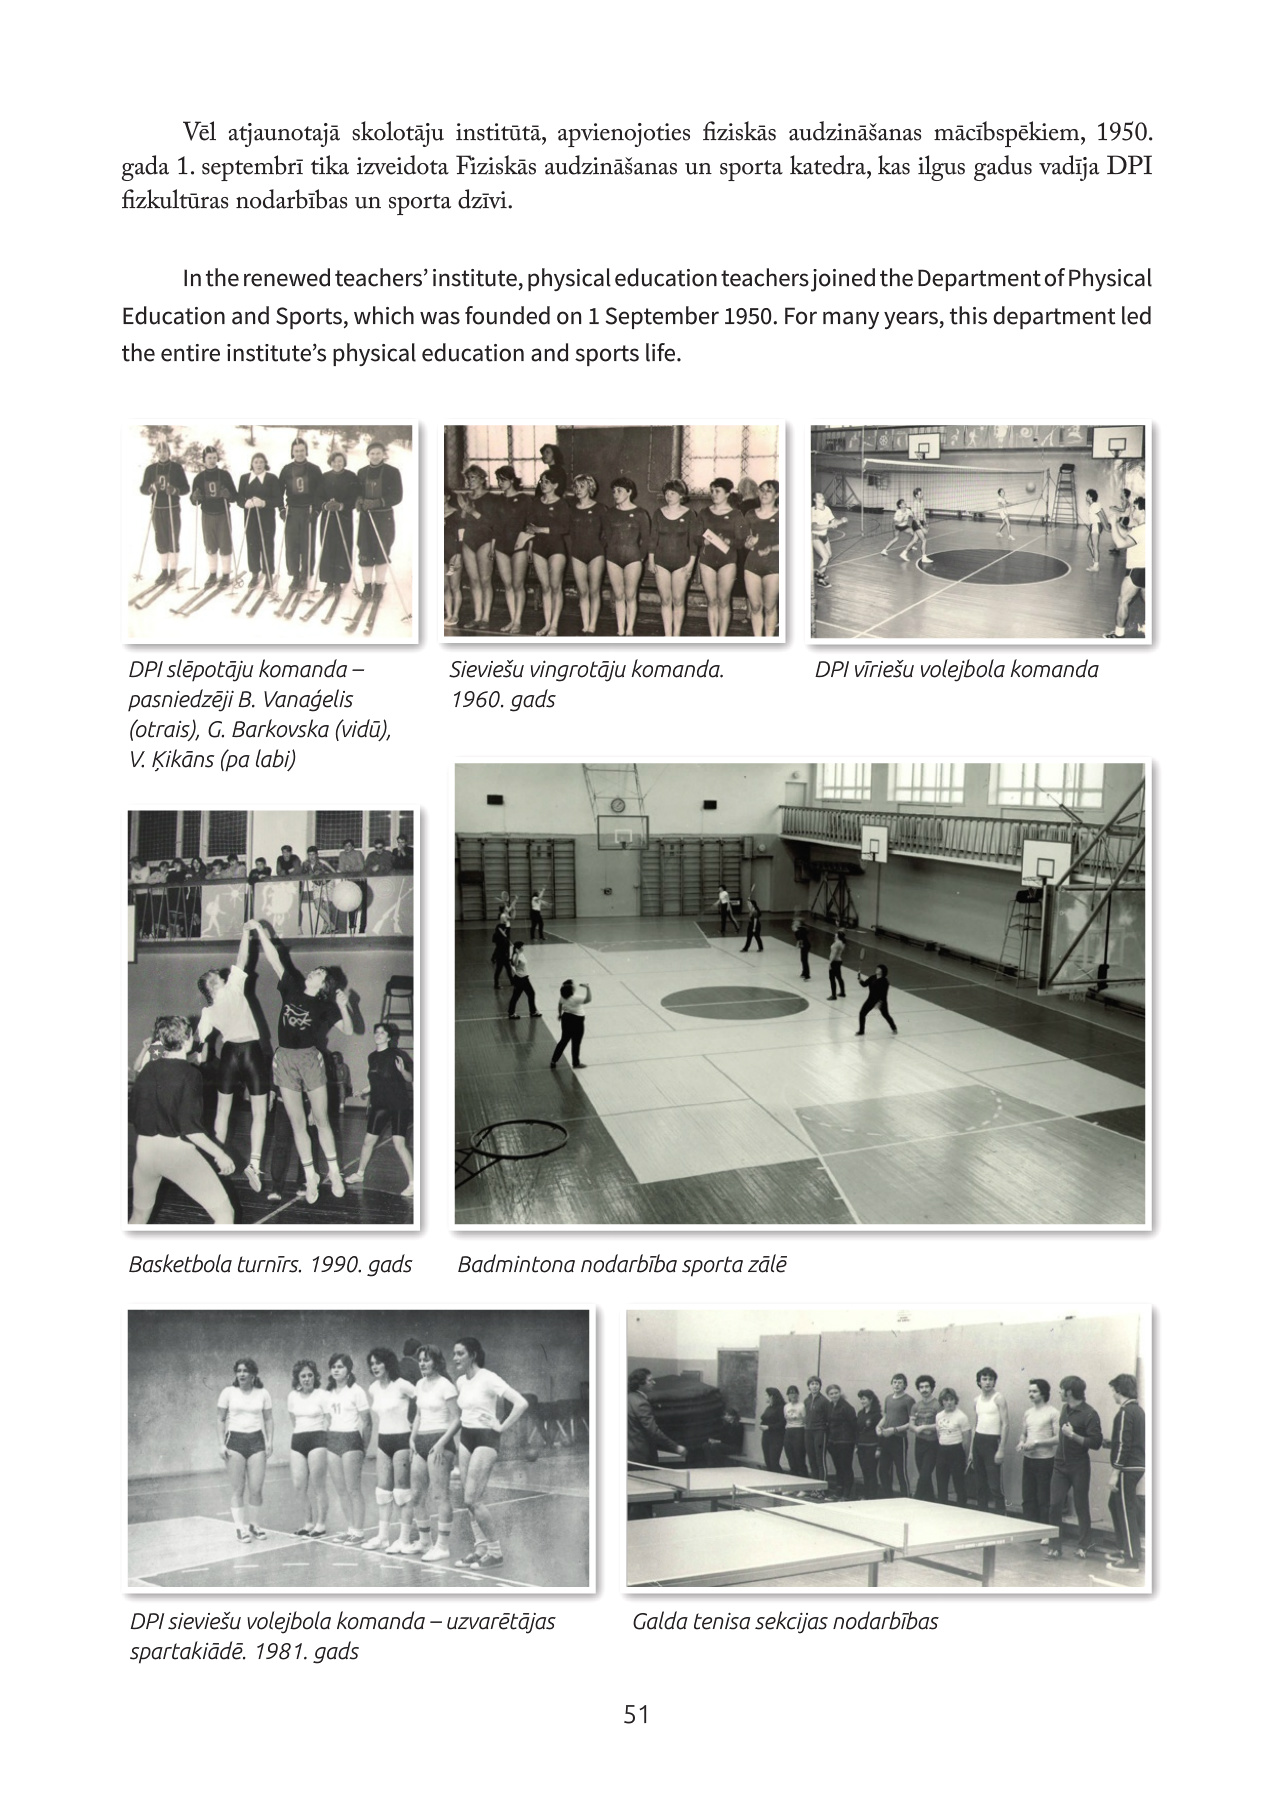 Vēl atjaunotajā skolotāju institūtā, apvienojoties fiziskās audzināšanas mācībspēkiem, 1950.
gada 1. septembrī tika izveidota Fiziskās audzināšanas un sporta katedra, kas ilgus gadus vadīja DPI
fizkultūras nodarbības un sporta dzīvi.
In the renewed teachers’ institute, physical education teachers joined the Department of Physical
Education and Sports, which was founded on 1 September 1950. For many years, this department led
the entire institute’s physical education and sports life.
9
9
9
DPI slēpotāju komanda –
pasniedzēji B. Vanaģelis
(otrais), G. Barkovska (vidū),
V. Ķikāns (pa labi)
Sieviešu vingrotāju komanda.
1960. gads
DPI vīriešu volejbola komanda
Basketbola turnīrs. 1990. gads
Badmintona nodarbība sporta zālē
11
DPI sieviešu volejbola komanda – uzvarētājas
spartakiādē. 1981. gads
Galda tenisa sekcijas nodarbības
51